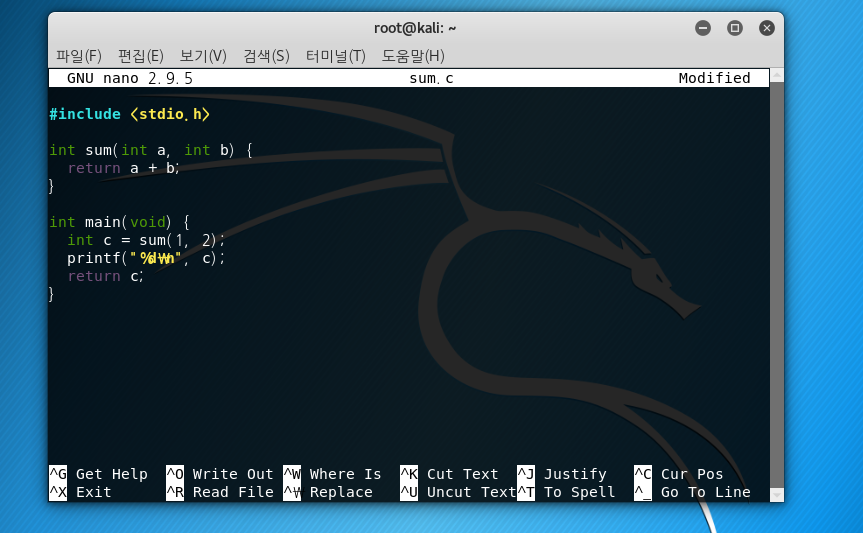 root@kali: ~
파일(F) 편집(E) 보기(V) 검색(S) 터미널(T) 도움말(H)
GNU nano 2.9.5 sum.c Modified
#include <stdio.h>
int sum(int a, int b) {
return a + b;
}
int main(void) {
int c = sum(1, 2);
printf("%d₩n", c);
return c;
}
^G Get Help ^O Write Out ^W Where Is ^K Cut Text ^J Justify ^C Cur Pos
^X Exit ^R Read File ^₩ Replace ^U Uncut Text ^T To Spell ^_ Go To Line